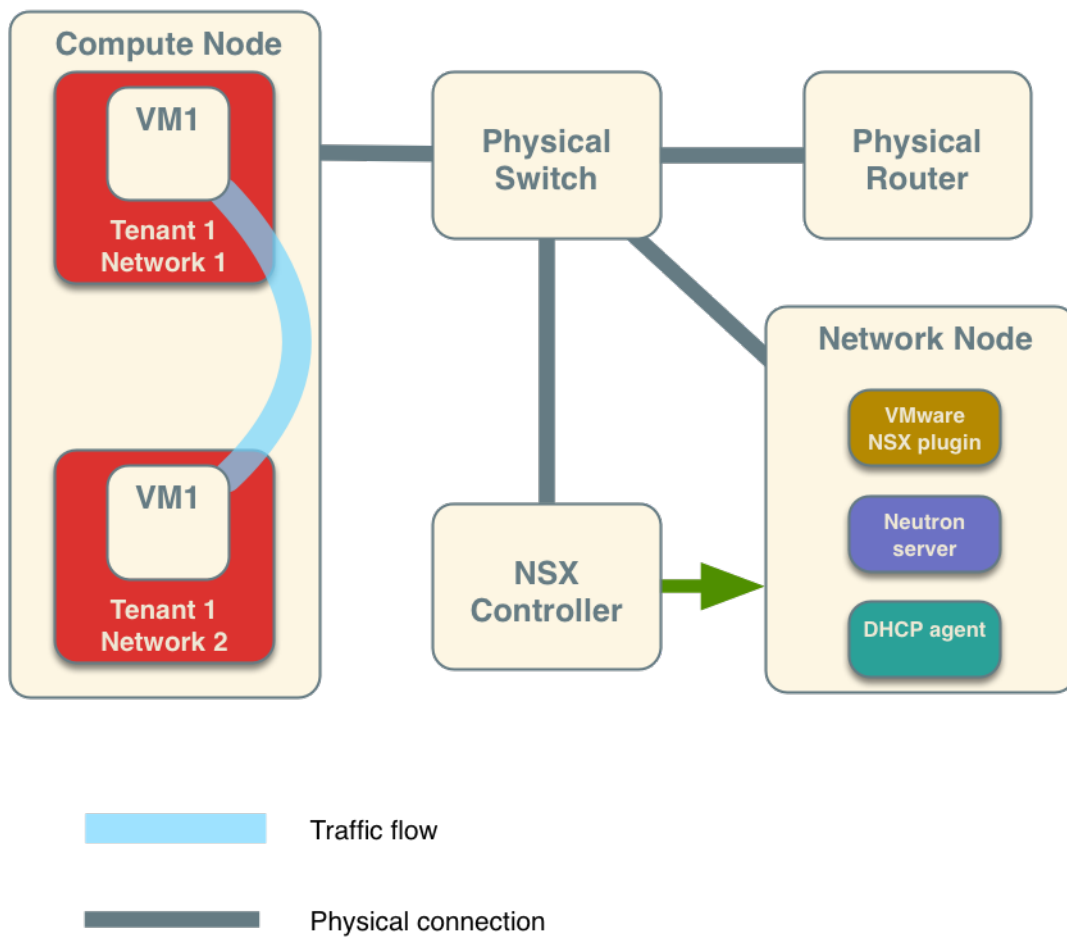 Compute Node
VM1
Tenant 1
Network 1
VM1
Tenant 1
Network 2
Physical
Switch
Physical
Router
NSX
Controller
Network Node
VMware
NSX plugin
Neutron
server
DHCP agent
Traffic flow
Physical connection